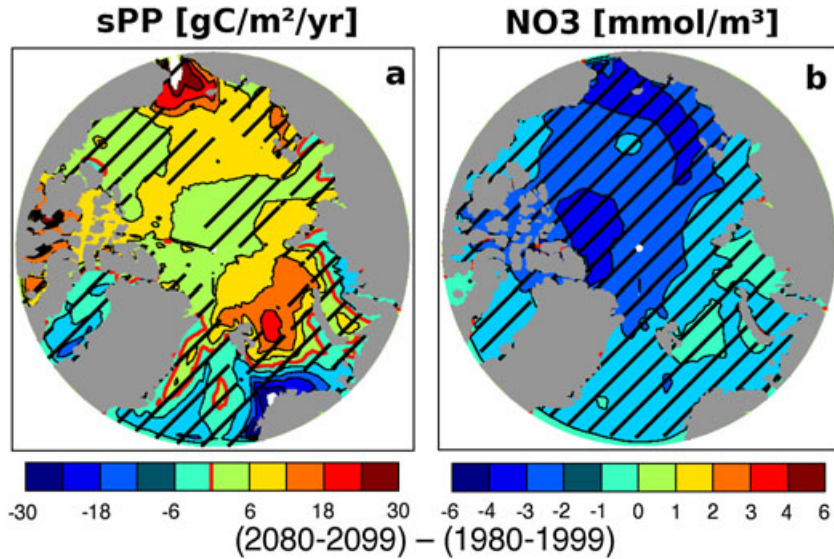 sPP [gC/m²/yr] NO3 [mmol/m³]
a b
-30 -18 -6 6 18 30 -6 -4 -3 -2 -1 0 1 2 3 4 6
(2080-2099) – (1980-1999)